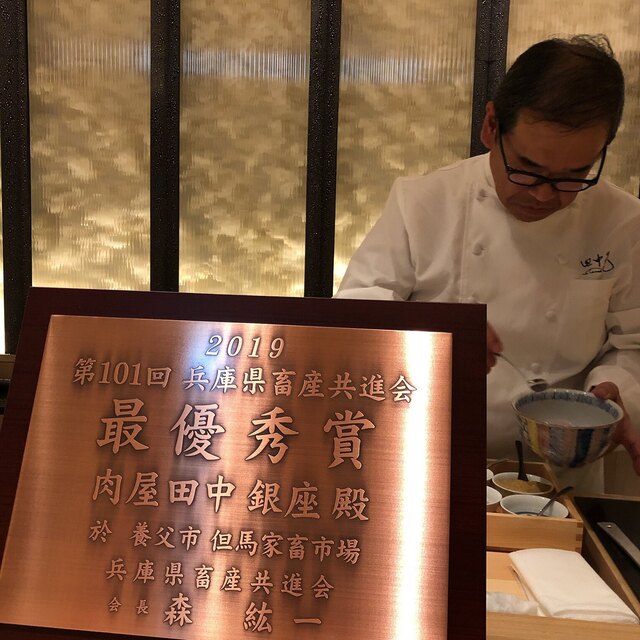 2019
第101回 兵庫県畜産共進会
最優秀賞
肉屋田中 銀座 殿
於 養父市 但馬家畜市場
兵庫県畜産共進会
会長 森 紘一